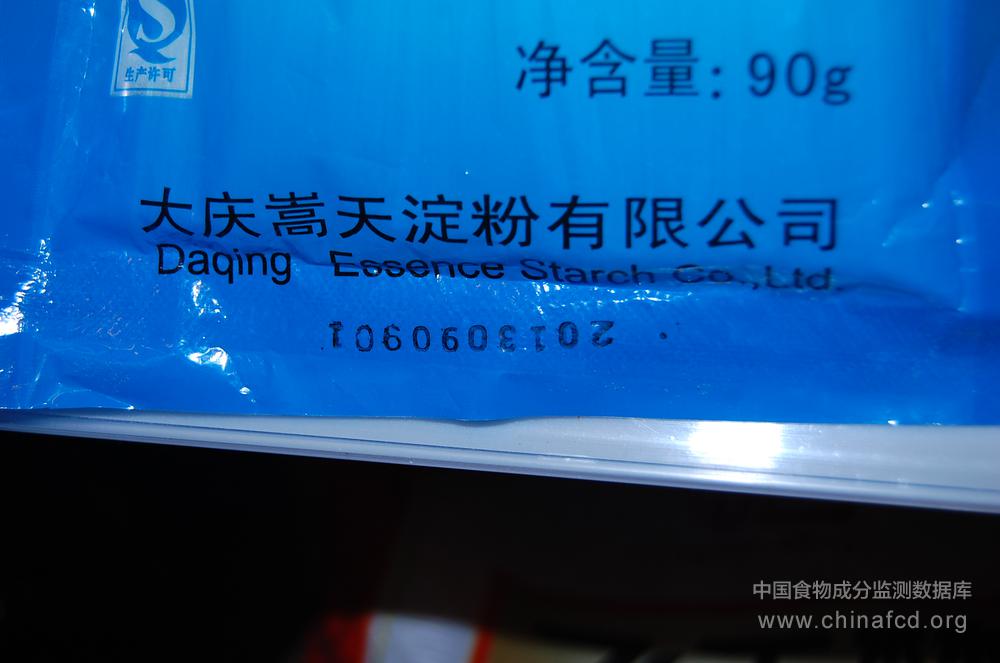 生产许可
净含量: 90g
大庆嵩天淀粉有限公司
Daqing Essence Starch Co.,Ltd.
2013090901
中国食物成分监测数据库
www.chinafcd.org